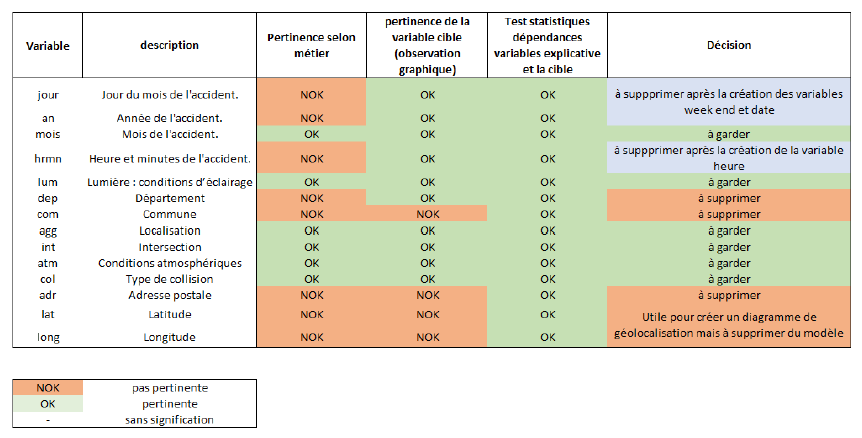 Variable description Pertinence selon métier pertinence de la variable cible (observation graphique) Test statistiques dépendances variables explicative et la cible Décision
jour Jour du mois de l'accident. NOK OK OK à suppprimer après la création des variables week end et date
an Année de l'accident. NOK OK OK
mois Mois de l'accident. OK OK OK à garder
hrmn Heure et minutes de l'accident. NOK OK OK à suppprimer après la création de la variable heure
lum Lumière : conditions d'éclairage OK OK OK à garder
dep Département NOK OK OK à supprimer
com Commune NOK NOK OK à supprimer
agg Localisation OK OK OK à garder
int Intersection OK OK OK à garder
atm Conditions atmosphériques OK OK OK à garder
col Type de collision OK OK OK à garder
adr Adresse postale NOK NOK OK à supprimer
lat Latitude NOK NOK OK Utile pour créer un diagramme de géolocalisation mais à supprimer du modèle
long Longitude NOK NOK OK
NOK pas pertinente
OK pertinente
- sans signification